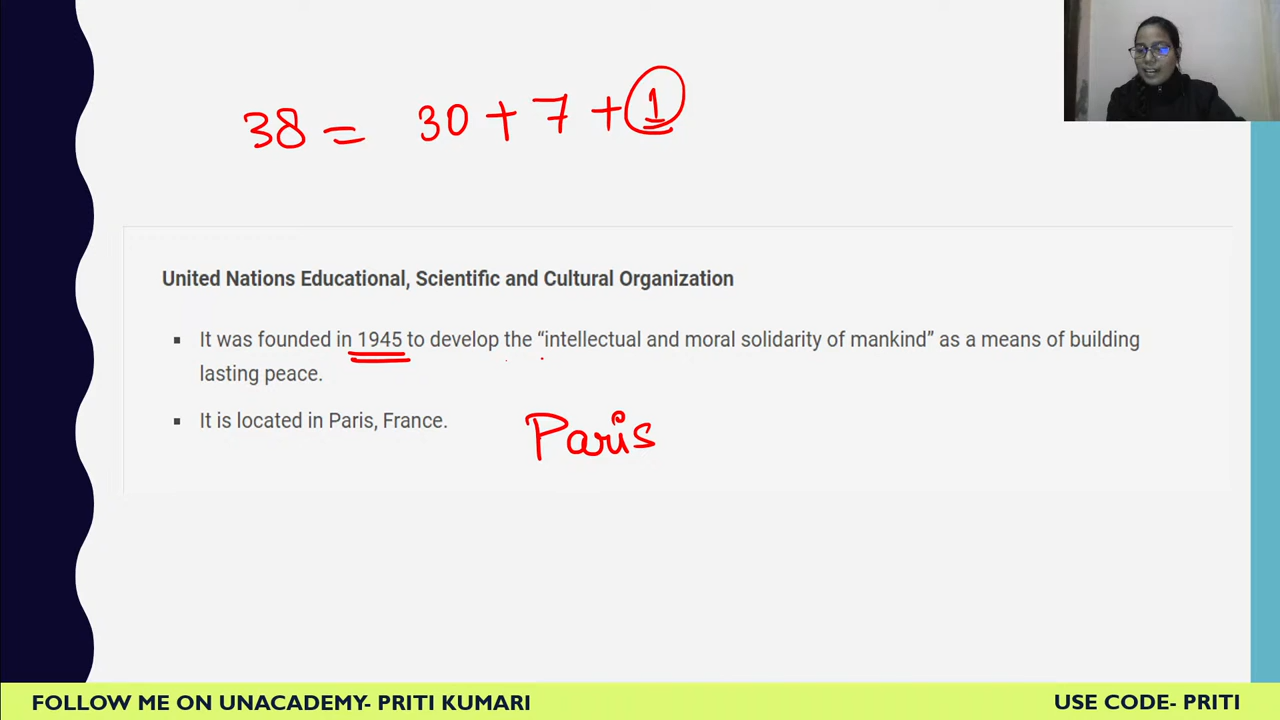 38 = 30 + 7 + 1
United Nations Educational, Scientific and Cultural Organization
▪ It was founded in 1945 to develop the “intellectual and moral solidarity of mankind” as a means of building
lasting peace.
▪ It is located in Paris, France.
Paris
FOLLOW ME ON UNACADEMY- PRITI KUMARI
USE CODE- PRITI